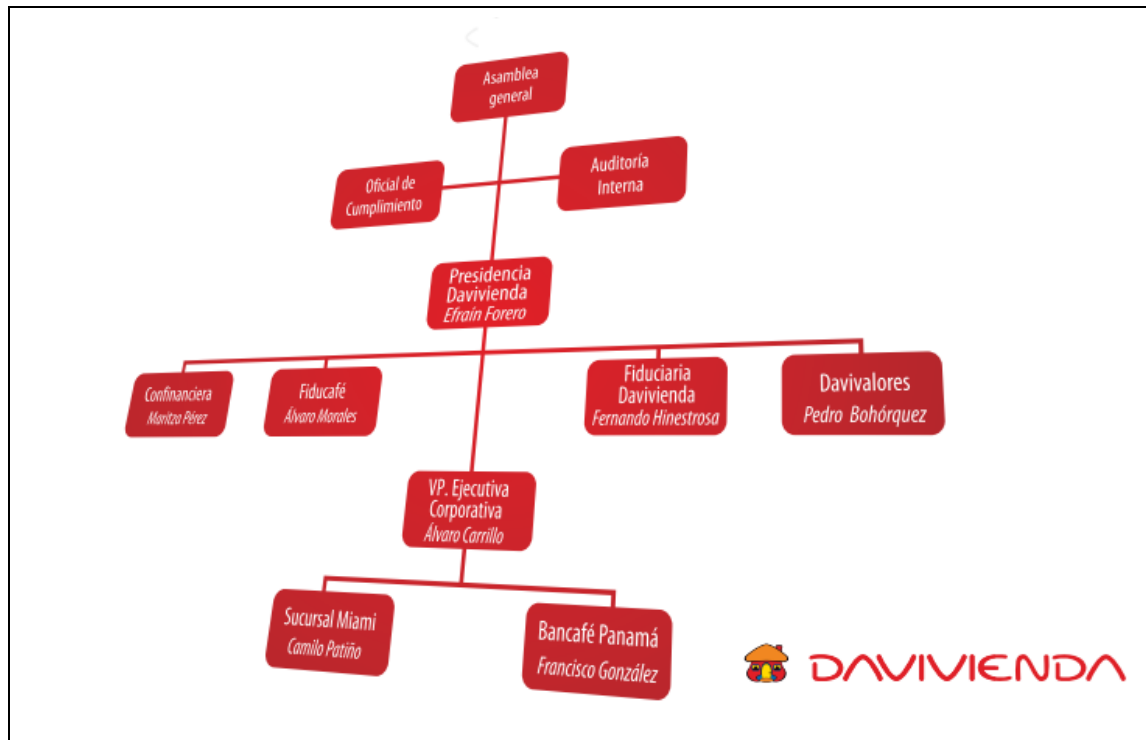 Asamblea
general
Oficial de
Cumplimiento
Auditoría
Interna
Presidencia
Davivienda
Efraín Forero
Confinanciera
Maritza Pérez
Fiducafé
Álvaro Morales
Fiduciaria
Davivienda
Fernando Hinestrosa
Davivalores
Pedro Bohórquez
VP. Ejecutiva
Corporativa
Álvaro Carrillo
Sucursal Miami
Camilo Patiño
Bancafé Panamá
Francisco González
DAVIVIENDA